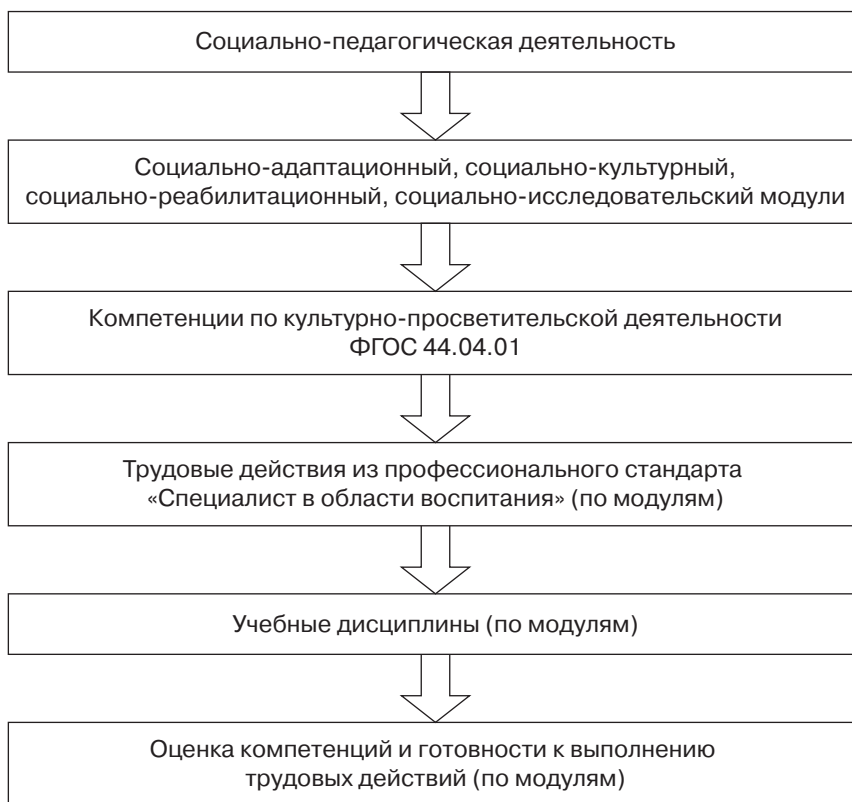 Социально-педагогическая деятельность
Социально-адаптационный, социально-культурный,
социально-реабилитационный, социально-исследовательский модули
Компетенции по культурно-просветительской деятельности
ФГОС 44.04.01
Трудовые действия из профессионального стандарта
«Специалист в области воспитания» (по модулям)
Учебные дисциплины (по модулям)
Оценка компетенций и готовности к выполнению
трудовых действий (по модулям)